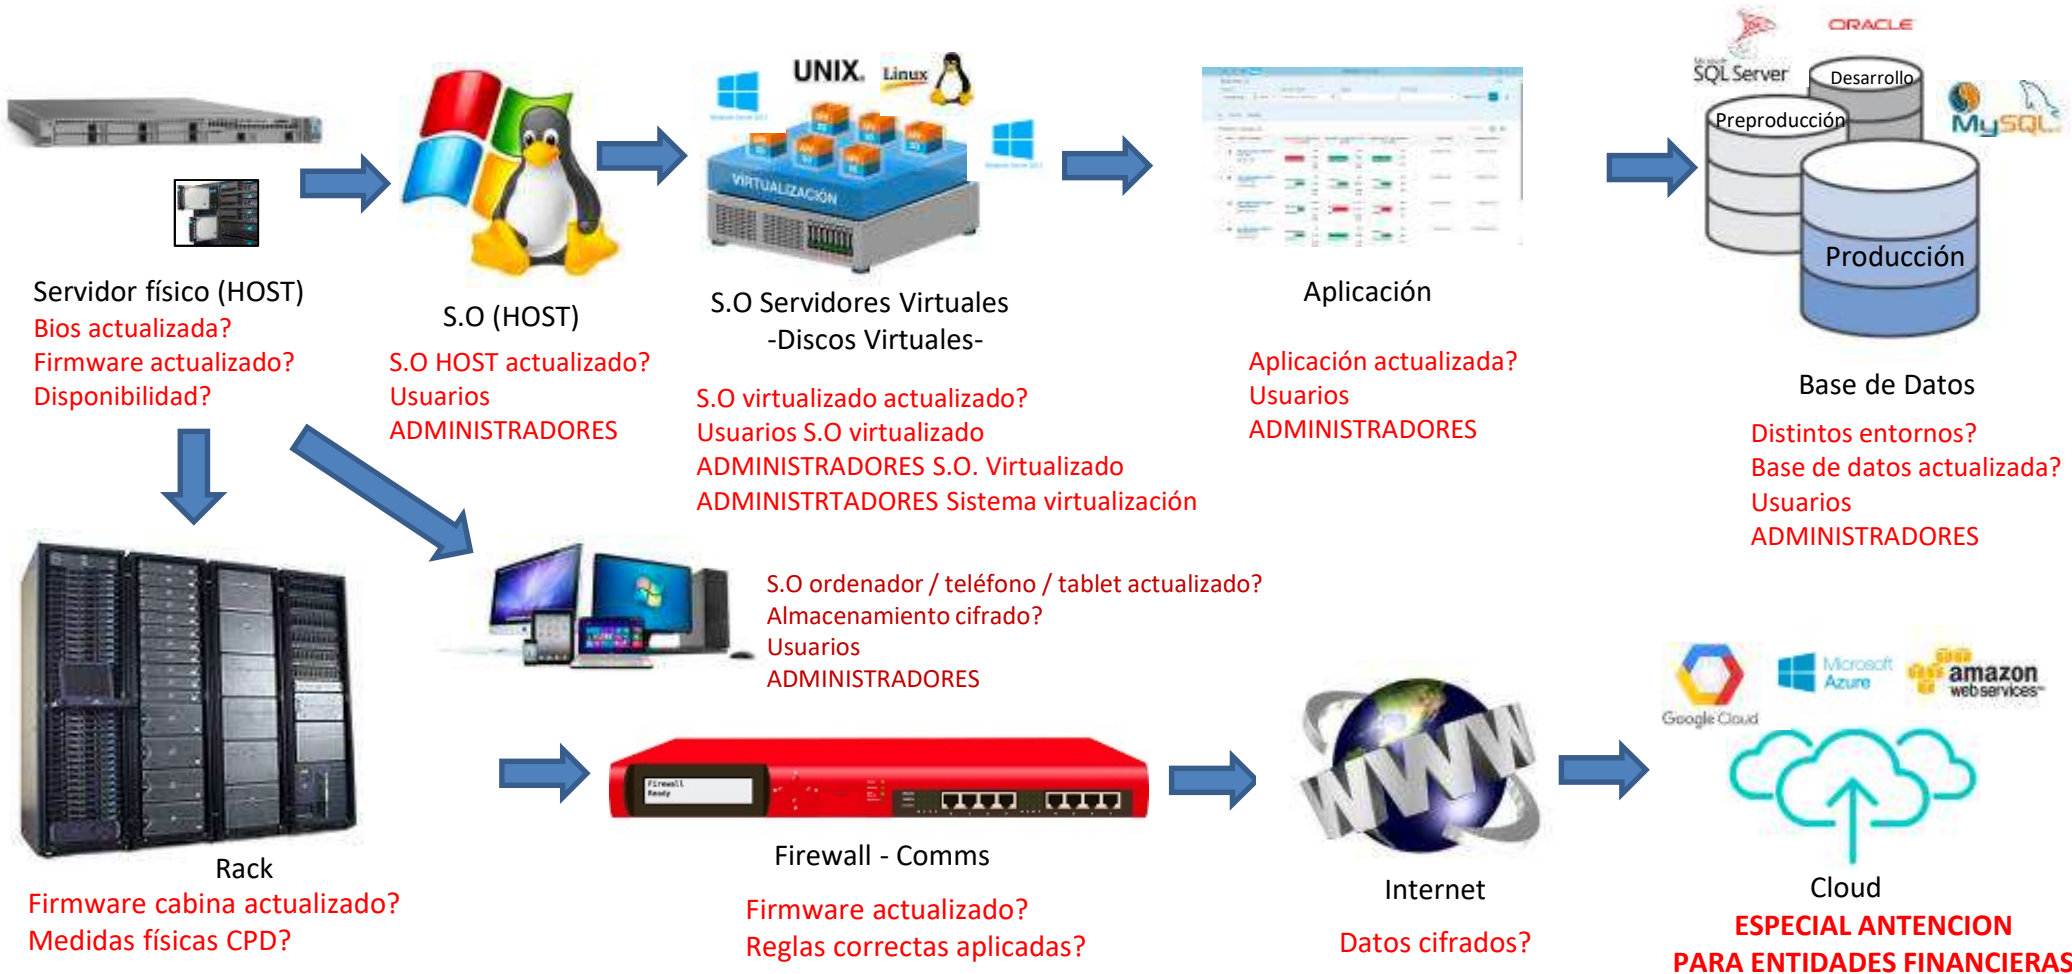 UNIX.
Linux
Microsoft
SQL Server
ORACLE
Desarrollo
MySQL
Preproducción
Producción
VIRTUALIZACIÓN
Servidor físico (HOST)
Bios actualizada?
Firmware actualizado?
Disponibilidad?
S.O (HOST)
S.O HOST actualizado?
Usuarios
ADMINISTRADORES
S.O Servidores Virtuales
-Discos Virtuales-
S.O virtualizado actualizado?
Usuarios S.O virtualizado
ADMINISTRADORES S.O. Virtualizado
ADMINISTRTADORES Sistema virtualización
Aplicación
Aplicación actualizada?
Usuarios
ADMINISTRADORES
Base de Datos
Distintos entornos?
Base de datos actualizada?
Usuarios
ADMINISTRADORES
S.O ordenador / teléfono / tablet actualizado?
Almacenamiento cifrado?
Usuarios
ADMINISTRADORES
Rack
Firmware cabina actualizado?
Medidas físicas CPD?
Firewall
Ready
Firewall - Comms
Firmware actualizado?
Reglas correctas aplicadas?
WWW
Internet
Datos cifrados?
Google Cloud
Microsoft
Azure
amazon
web services
Cloud
ESPECIAL ANTENCION
PARA ENTIDADES FINANCIERAS